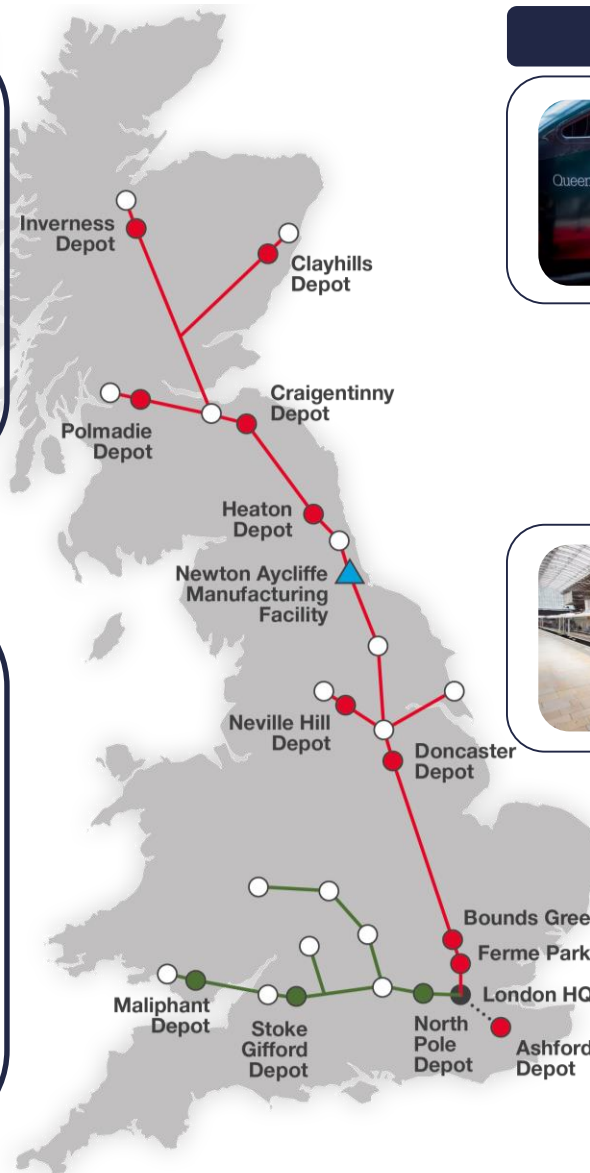 Queen
Inverness
Depot
Clayhills
Depot
Craigentinny
Depot
Polmadie
Depot
Heaton
Depot
Newton Aycliffe
Manufacturing
Facility
Neville Hill
Depot
Doncaster
Depot
Bounds Gree
Ferme Park
London HQ
Maliphant
Depot
Stoke
Gifford
Depot
North
Pole
Depot
Ashford
Depot